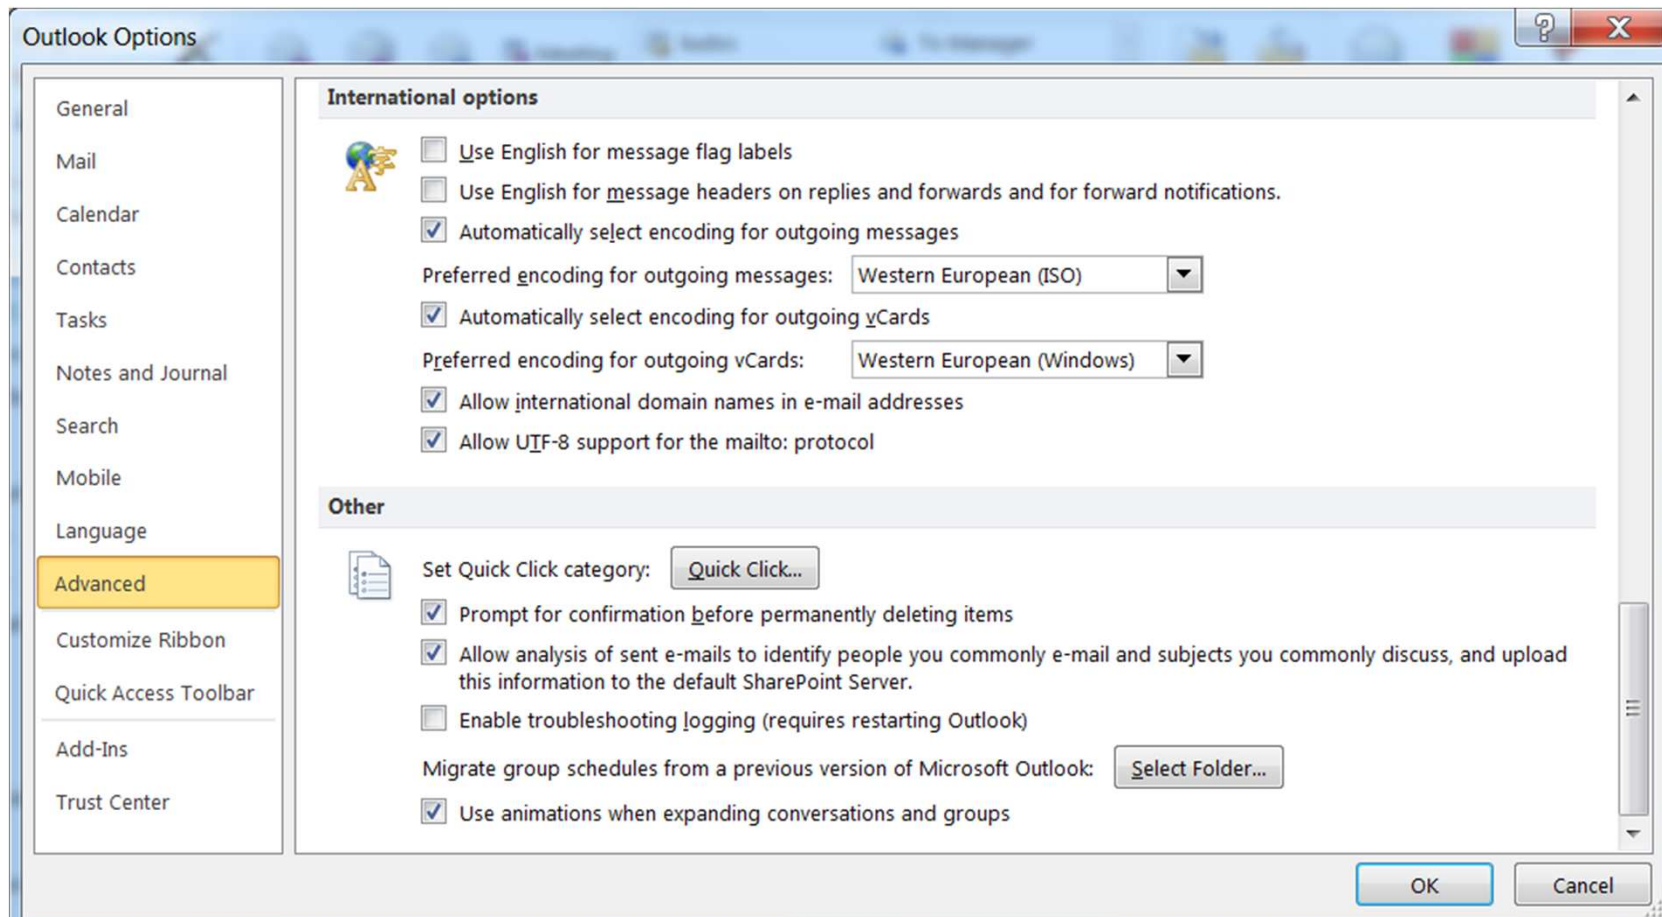 Outlook Options
General
Mail
Calendar
Contacts
Tasks
Notes and Journal
Search
Mobile
Language
Advanced
Customize Ribbon
Quick Access Toolbar
Add-Ins
Trust Center
International options
Use English for message flag labels
Use English for message headers on replies and forwards and for forward notifications.
Automatically select encoding for outgoing messages
Preferred encoding for outgoing messages: Western European (ISO)
Automatically select encoding for outgoing vCards
Preferred encoding for outgoing vCards: Western European (Windows)
Allow international domain names in e-mail addresses
Allow UTF-8 support for the mailto: protocol
Other
Set Quick Click category: Quick Click...
Prompt for confirmation before permanently deleting items
Allow analysis of sent e-mails to identify people you commonly e-mail and subjects you commonly discuss, and upload
this information to the default SharePoint Server.
Enable troubleshooting logging (requires restarting Outlook)
Migrate group schedules from a previous version of Microsoft Outlook: Select Folder...
Use animations when expanding conversations and groups
OK Cancel